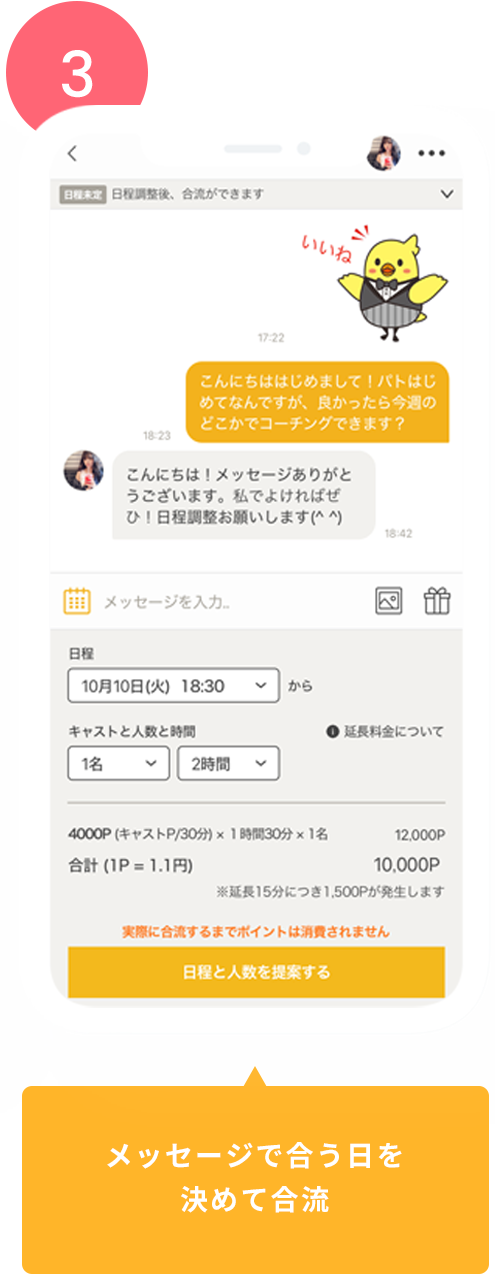 3
日程未定 日程調整後、合流ができます
いいね
17:22
こんにちははじめまして!パトはじ
めてなんですが、良かったら今週の
どこかでコーチングできます?
18:23
こんにちは!メッセージありがと
うございます。私でよければぜ
ひ!日程調整お願いします(^ ^)
18:42
メッセージを入力..
日程
10月10日(火) 18:30 から
キャストと人数と時間 延長料金について
1名 2時間
4000P (キャストP/30分) × 1時間30分 × 1名 12,000P
合計 (1P = 1.1円) 10,000P
※延長15分につき1,500Pが発生します
実際に合流するまでポイントは消費されません
日程と人数を提案する
メッセージで合う日を
決めて合流